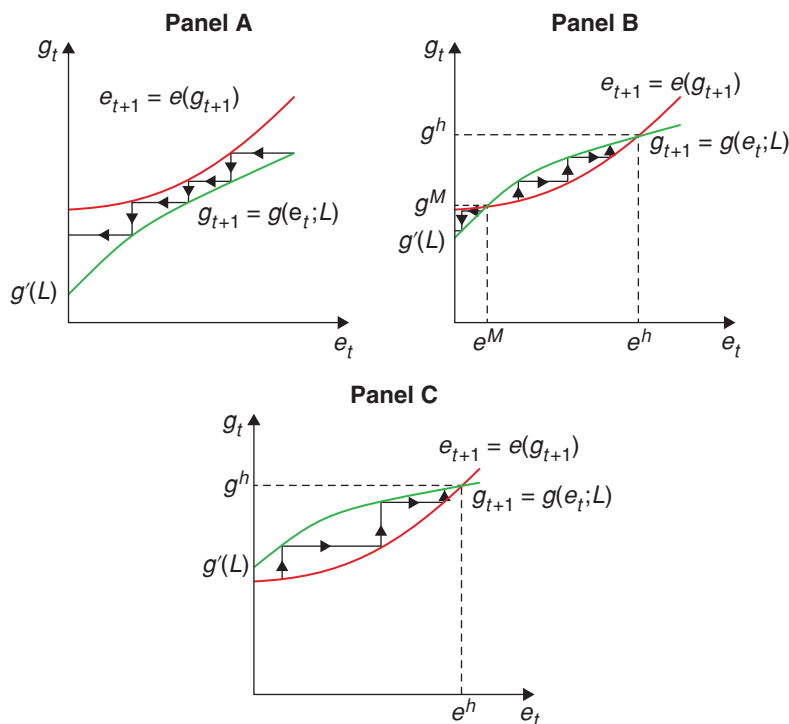 Panel A
g_t
e_{t+1} = e(g_{t+1})
g_{t+1} = g(e_t; L)
g'(L)
e_t
Panel B
g_t
e_{t+1} = e(g_{t+1})
g^h
g_{t+1} = g(e_t; L)
g^M
g'(L)
e^M
e^h
e_t
Panel C
g_t
e_{t+1} = e(g_{t+1})
g^h
g_{t+1} = g(e_t; L)
g'(L)
e^h
e_t